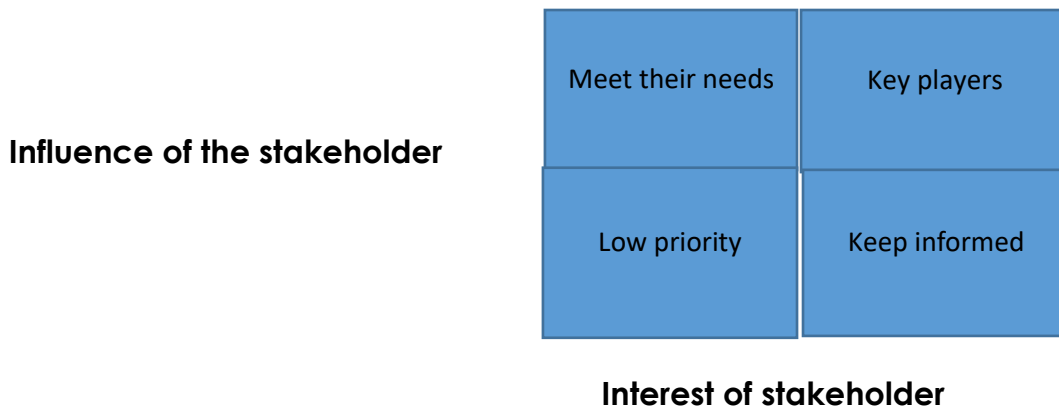 Meet their needs
Key players
Influence of the stakeholder
Low priority
Keep informed
Interest of stakeholder